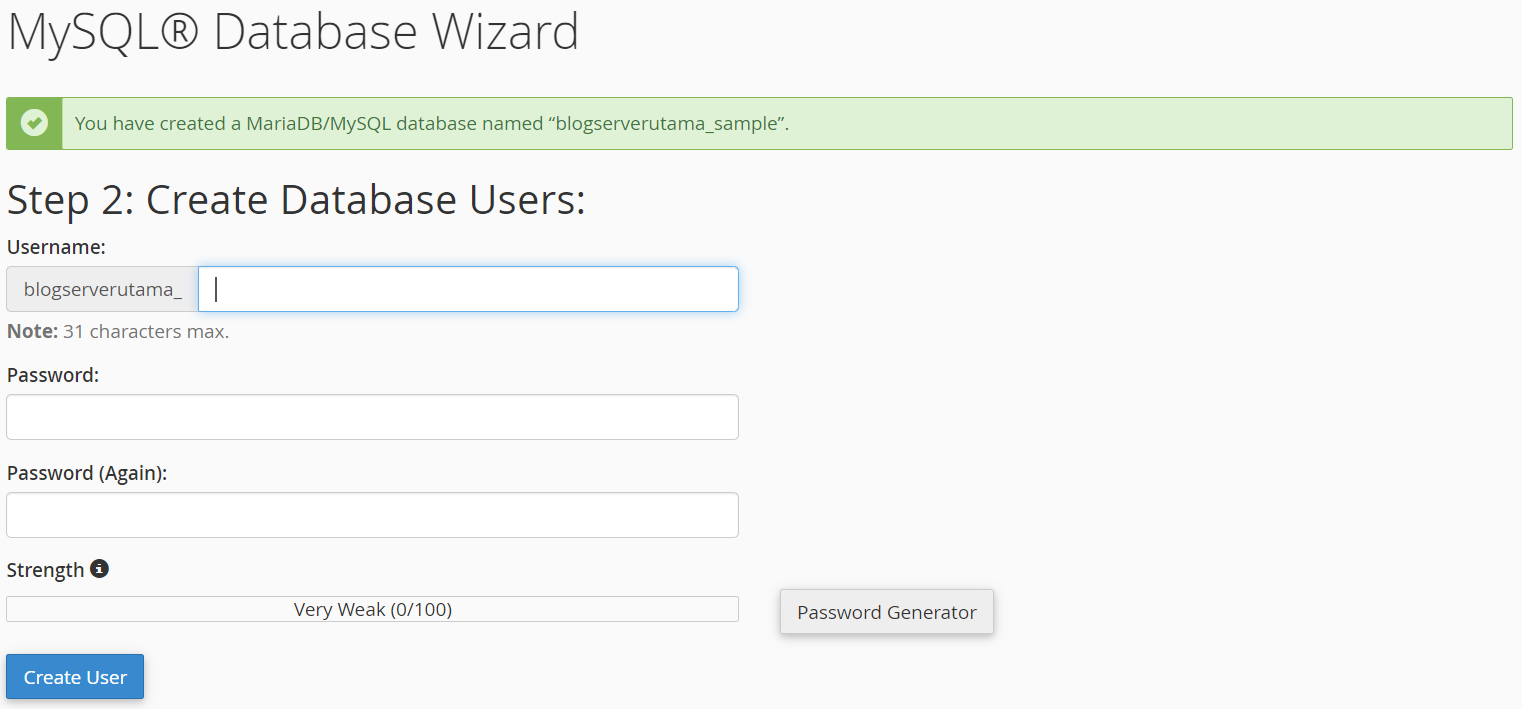 MySQL® Database Wizard
You have created a MariaDB/MySQL database named “blogserverutama_sample”.
Step 2: Create Database Users:
Username:
blogserverutama_
Note: 31 characters max.
Password:
Password (Again):
Strength
Very Weak (0/100)
Password Generator
Create User